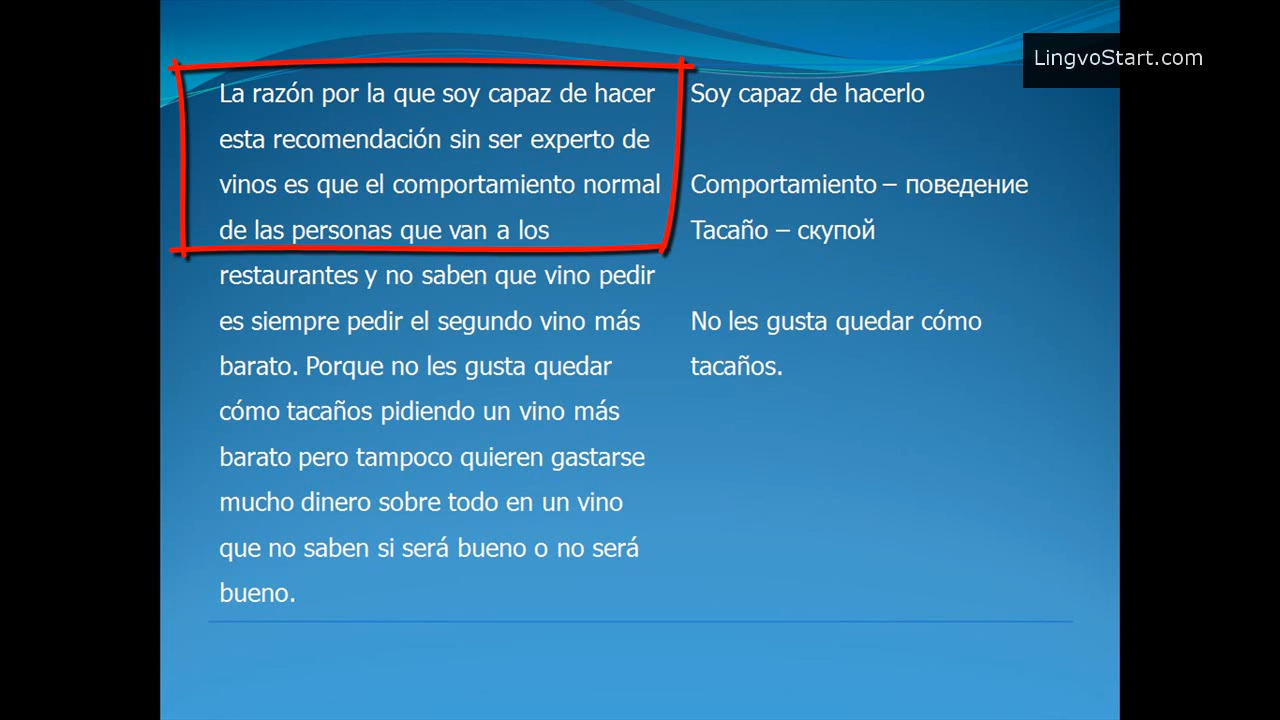 LingvoStart.com
La razón por la que soy capaz de hacer
esta recomendación sin ser experto de
vinos es que el comportamiento normal
de las personas que van a los
restaurantes y no saben que vino pedir
es siempre pedir el segundo vino más
barato. Porque no les gusta quedar
cómo tacaños pidiendo un vino más
barato pero tampoco quieren gastarse
mucho dinero sobre todo en un vino
que no saben si será bueno o no será
bueno.
Soy capaz de hacerlo
Comportamiento – поведение
Tacaño – скупой
No les gusta quedar cómo
tacaños.